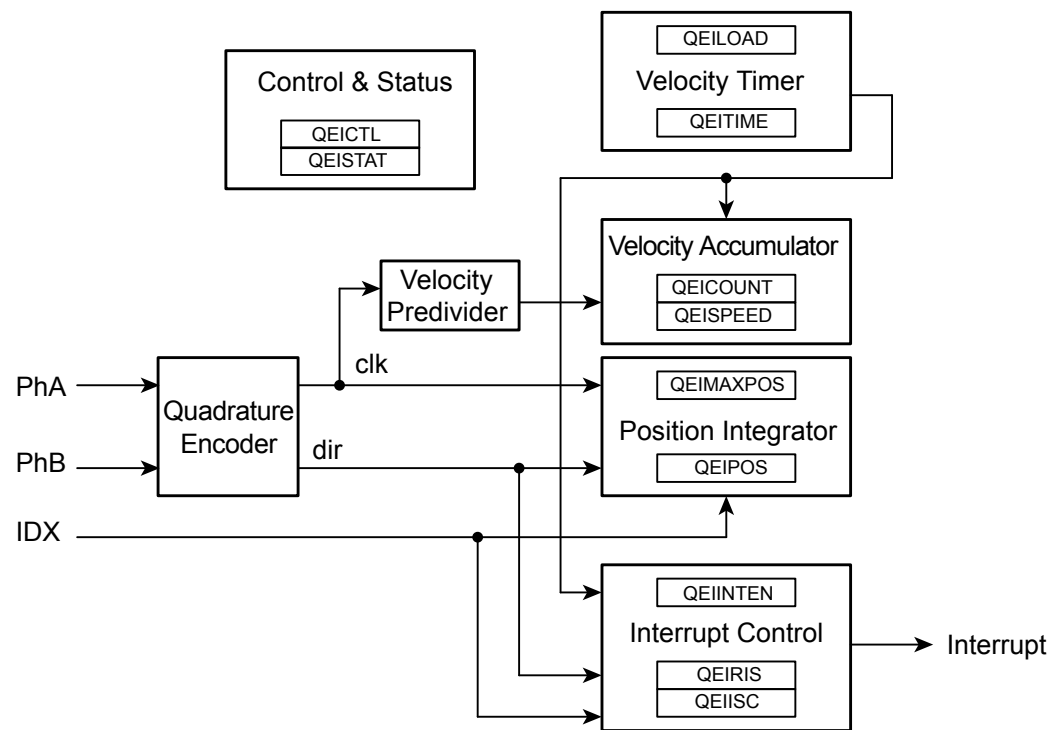 QEILOAD
Velocity Timer
QEITIME
Control & Status
QEICTL
QEISTAT
Velocity Accumulator
QEICOUNT
QEISPEED
Velocity
Predivider
clk
PhA
PhB
IDX
Quadrature
Encoder
dir
QEIMAXPOS
Position Integrator
QEIPOS
QEIINTEN
Interrupt Control
QEIRIS
QEIISC
Interrupt